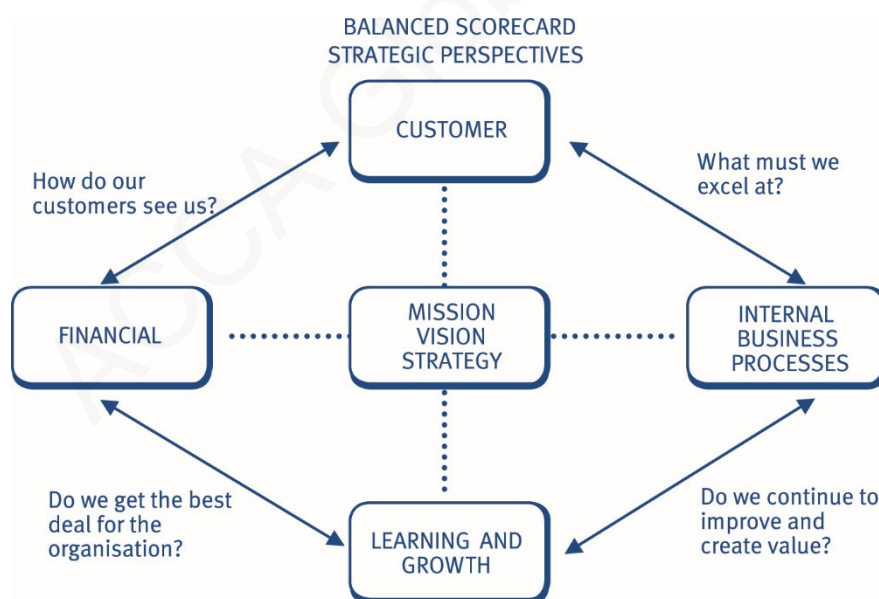 BALANCED SCORECARD
STRATEGIC PERSPECTIVES
CUSTOMER
How do our
customers see us?
What must we
excel at?
FINANCIAL
MISSION
VISION
STRATEGY
INTERNAL
BUSINESS
PROCESSES
Do we get the best
deal for the
organisation?
LEARNING AND
GROWTH
Do we continue to
improve and
create value?